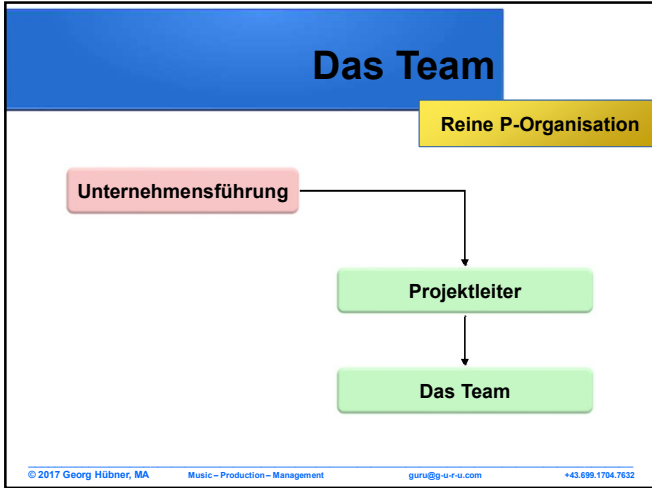 Das Team
Reine P-Organisation
Unternehmensführung
Projektleiter
Das Team
© 2017 Georg Hübner, MA Music – Production – Management guru@g-u-r-u.com +43.699.1704.7632